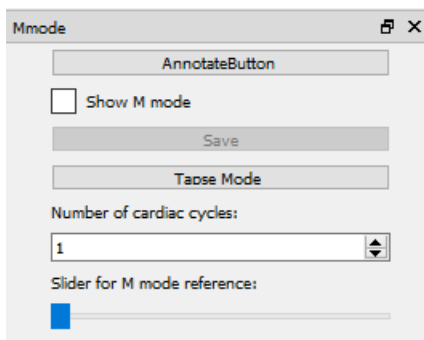 Mmode
AnnotateButton
Show M mode
Save
Tapse Mode
Number of cardiac cycles:
1
Slider for M mode reference: